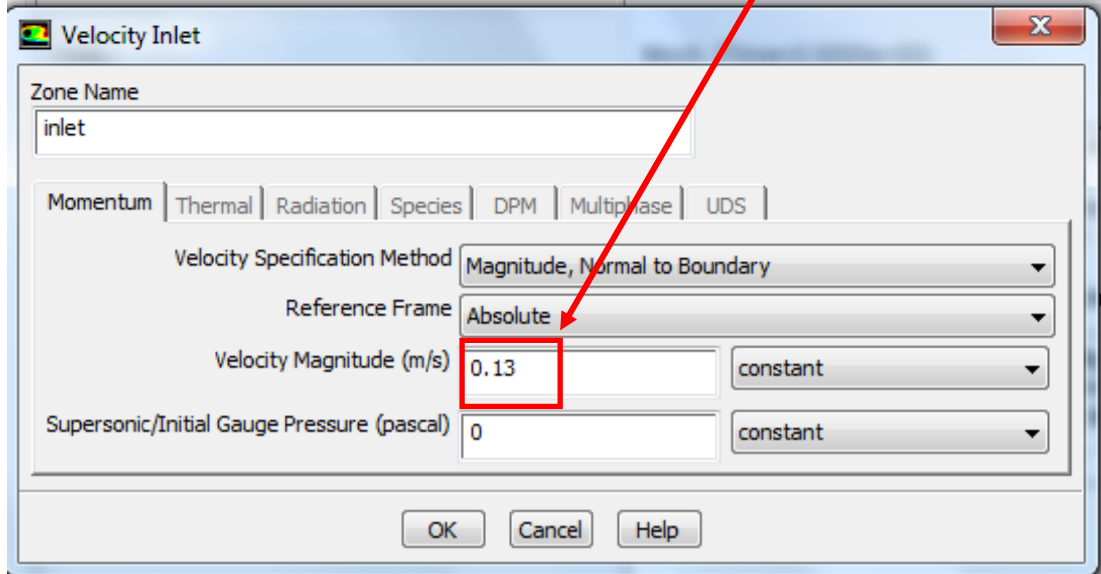 Velocity Inlet
Zone Name
inlet
Momentum Thermal Radiation Species DPM Multiphase UDS
Velocity Specification Method Magnitude, Normal to Boundary
Reference Frame Absolute
Velocity Magnitude (m/s) 0.13 constant
Supersonic/Initial Gauge Pressure (pascal) 0 constant
OK Cancel Help